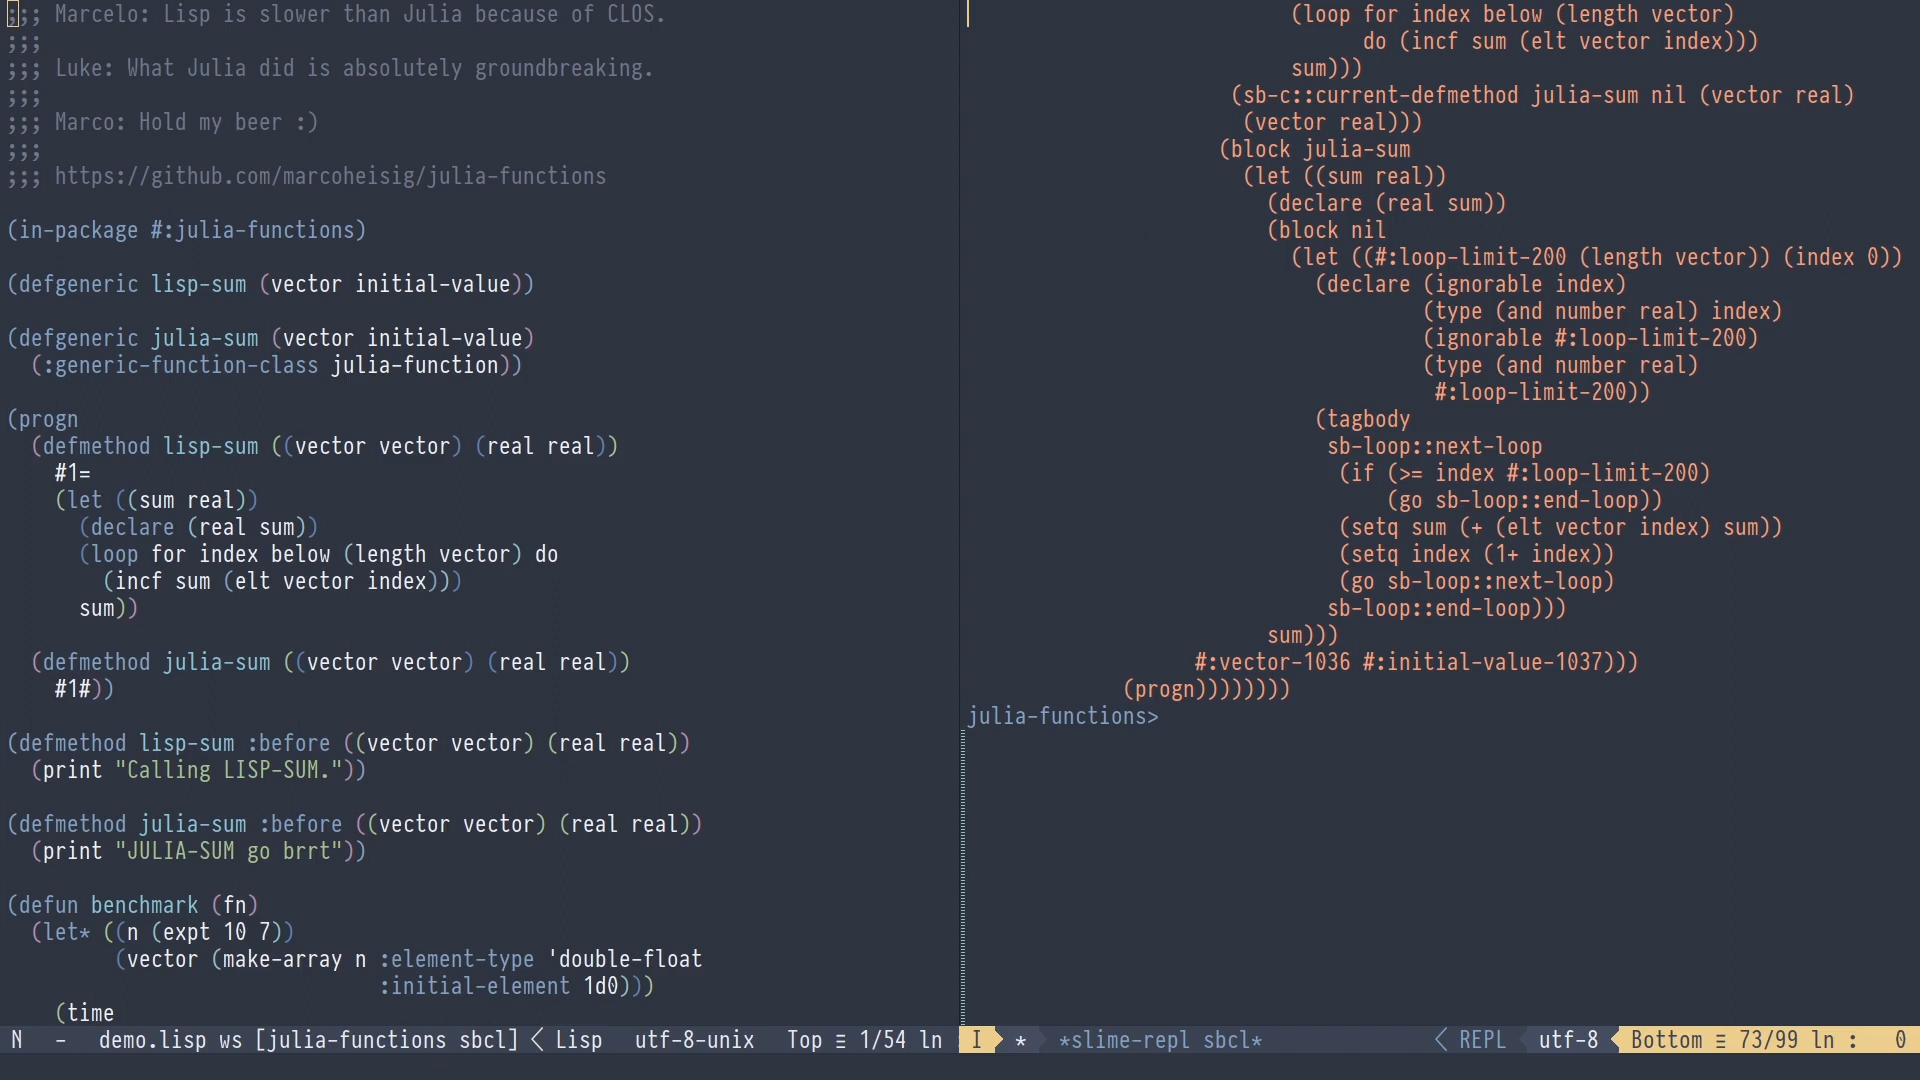 ;;; Marcelo: Lisp is slower than Julia because of CLOS.
;;;
;;; Luke: What Julia did is absolutely groundbreaking.
;;;
;;; Marco: Hold my beer :)
;;;
;;; https://github.com/marcoheisig/julia-functions
(in-package #:julia-functions)
(defgeneric lisp-sum (vector initial-value))
(defgeneric julia-sum (vector initial-value)
  (:generic-function-class julia-function))
(progn
  (defmethod lisp-sum ((vector vector) (real real))
    #1=
    (let ((sum real))
      (declare (real sum))
      (loop for index below (length vector) do
        (incf sum (elt vector index)))
      sum))
  (defmethod julia-sum ((vector vector) (real real))
    #1#))
(defmethod lisp-sum :before ((vector vector) (real real))
  (print "Calling LISP-SUM."))
(defmethod julia-sum :before ((vector vector) (real real))
  (print "JULIA-SUM go brrt"))
(defun benchmark (fn)
  (let* ((n (expt 10 7))
         (vector (make-array n :element-type 'double-float
                               :initial-element 1d0)))
    (time
N - demo.lisp ws [julia-functions sbcl] Lisp utf-8-unix Top ≡ 1/54 ln
(loop for index below (length vector)
      do (incf sum (elt vector index)))
sum)))
(sb-c::current-defmethod julia-sum nil (vector real)
 (vector real)))
(block julia-sum
  (let ((sum real))
    (declare (real sum))
    (block nil
      (let ((#:loop-limit-200 (length vector)) (index 0))
        (declare (ignorable index)
                 (type (and number real) index)
                 (ignorable #:loop-limit-200)
                 (type (and number real)
                  #:loop-limit-200))
        (tagbody
         sb-loop::next-loop
          (if (>= index #:loop-limit-200)
              (go sb-loop::end-loop))
          (setq sum (+ (elt vector index) sum))
          (setq index (1+ index))
          (go sb-loop::next-loop)
         sb-loop::end-loop)))
    sum)))
#:vector-1036 #:initial-value-1037)))
(progn))))))))
julia-functions>
I * *slime-repl sbcl* REPL utf-8 Bottom ≡ 73/99 ln : 0